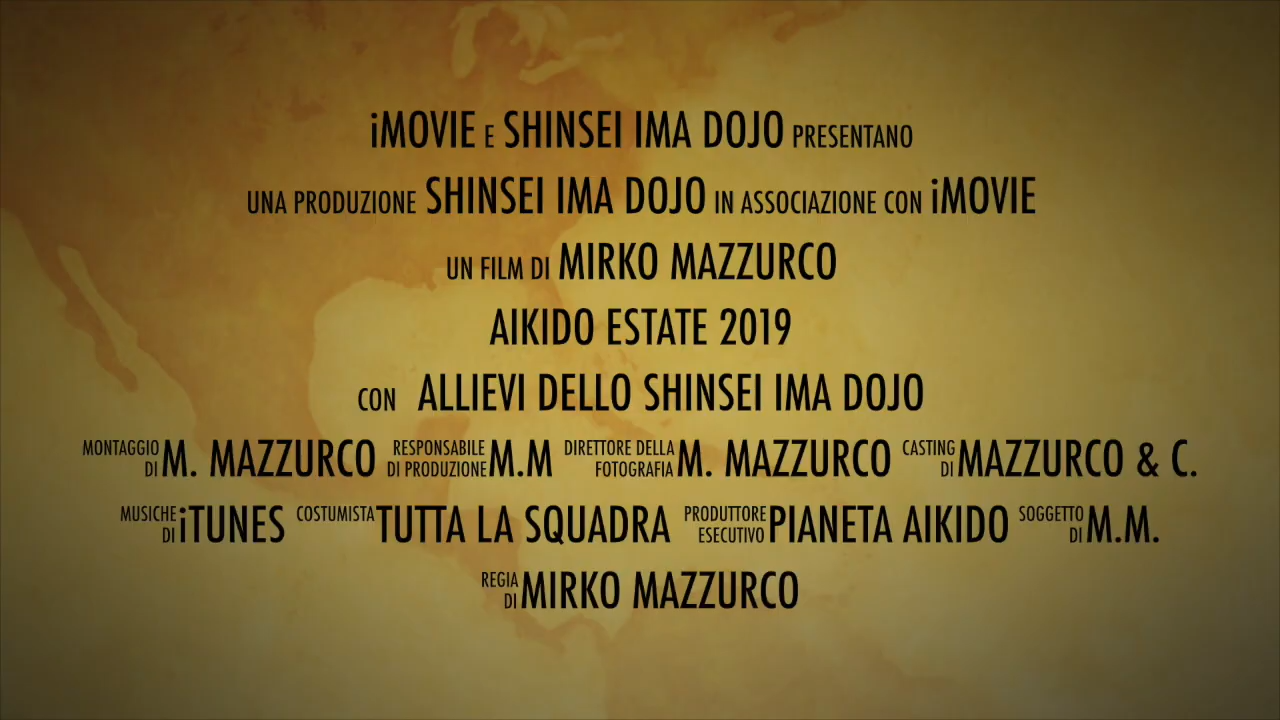 iMOVIE E SHINSEI IMA DOJO PRESENTANO
UNA PRODUZIONE SHINSEI IMA DOJO IN ASSOCIAZIONE CON iMOVIE
UN FILM DI MIRKO MAZZURCO
AIKIDO ESTATE 2019
CON ALLIEVI DELLO SHINSEI IMA DOJO
MONTAGGIO DI M. MAZZURCO RESPONSABILE DI PRODUZIONE M.M DIRETTORE DELLA FOTOGRAFIA M. MAZZURCO CASTING DI MAZZURCO & C.
MUSICHE DI iTUNES COSTUMISTA TUTTA LA SQUADRA PRODUTTORE ESECUTIVO PIANETA AIKIDO SOGGETTO DI M.M.
REGIA DI MIRKO MAZZURCO